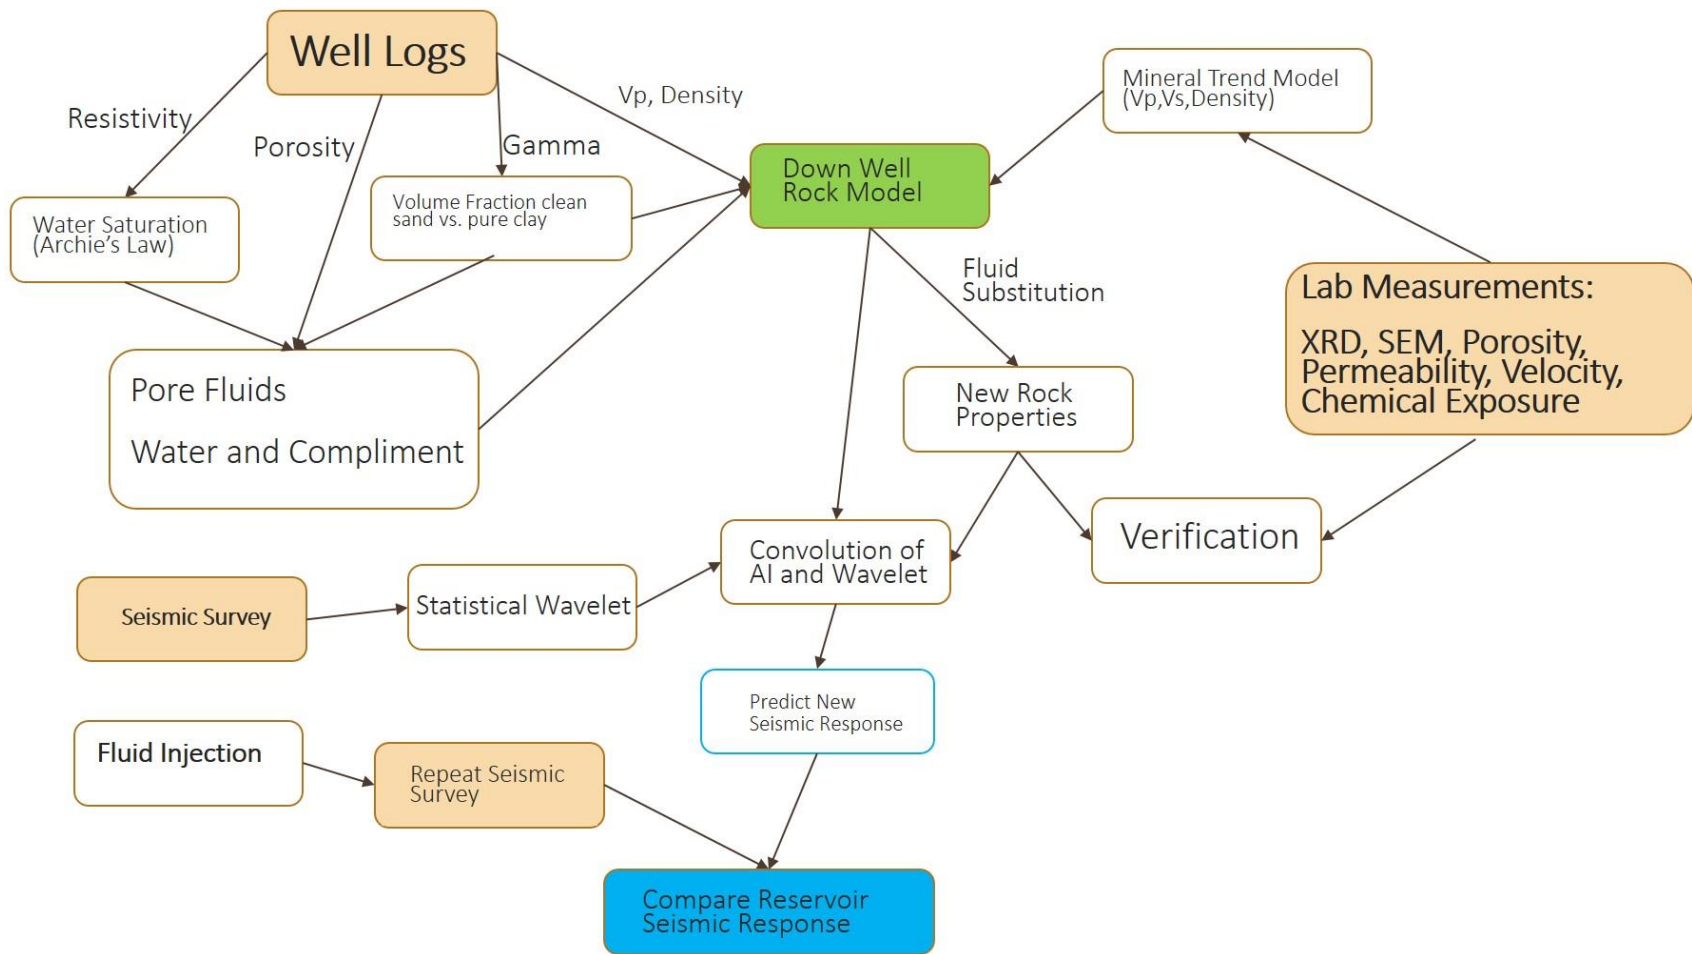 Well Logs
Resistivity
Porosity
Gamma
Vp, Density
Mineral Trend Model
(Vp,Vs,Density)
Down Well
Rock Model
Volume Fraction clean
sand vs. pure clay
Water Saturation
(Archie's Law)
Fluid
Substitution
Lab Measurements:
XRD, SEM, Porosity,
Permeability, Velocity,
Chemical Exposure
Pore Fluids
Water and Compliment
New Rock
Properties
Verification
Convolution of
AI and Wavelet
Seismic Survey
Statistical Wavelet
Predict New
Seismic Response
Fluid Injection
Repeat Seismic
Survey
Compare Reservoir
Seismic Response